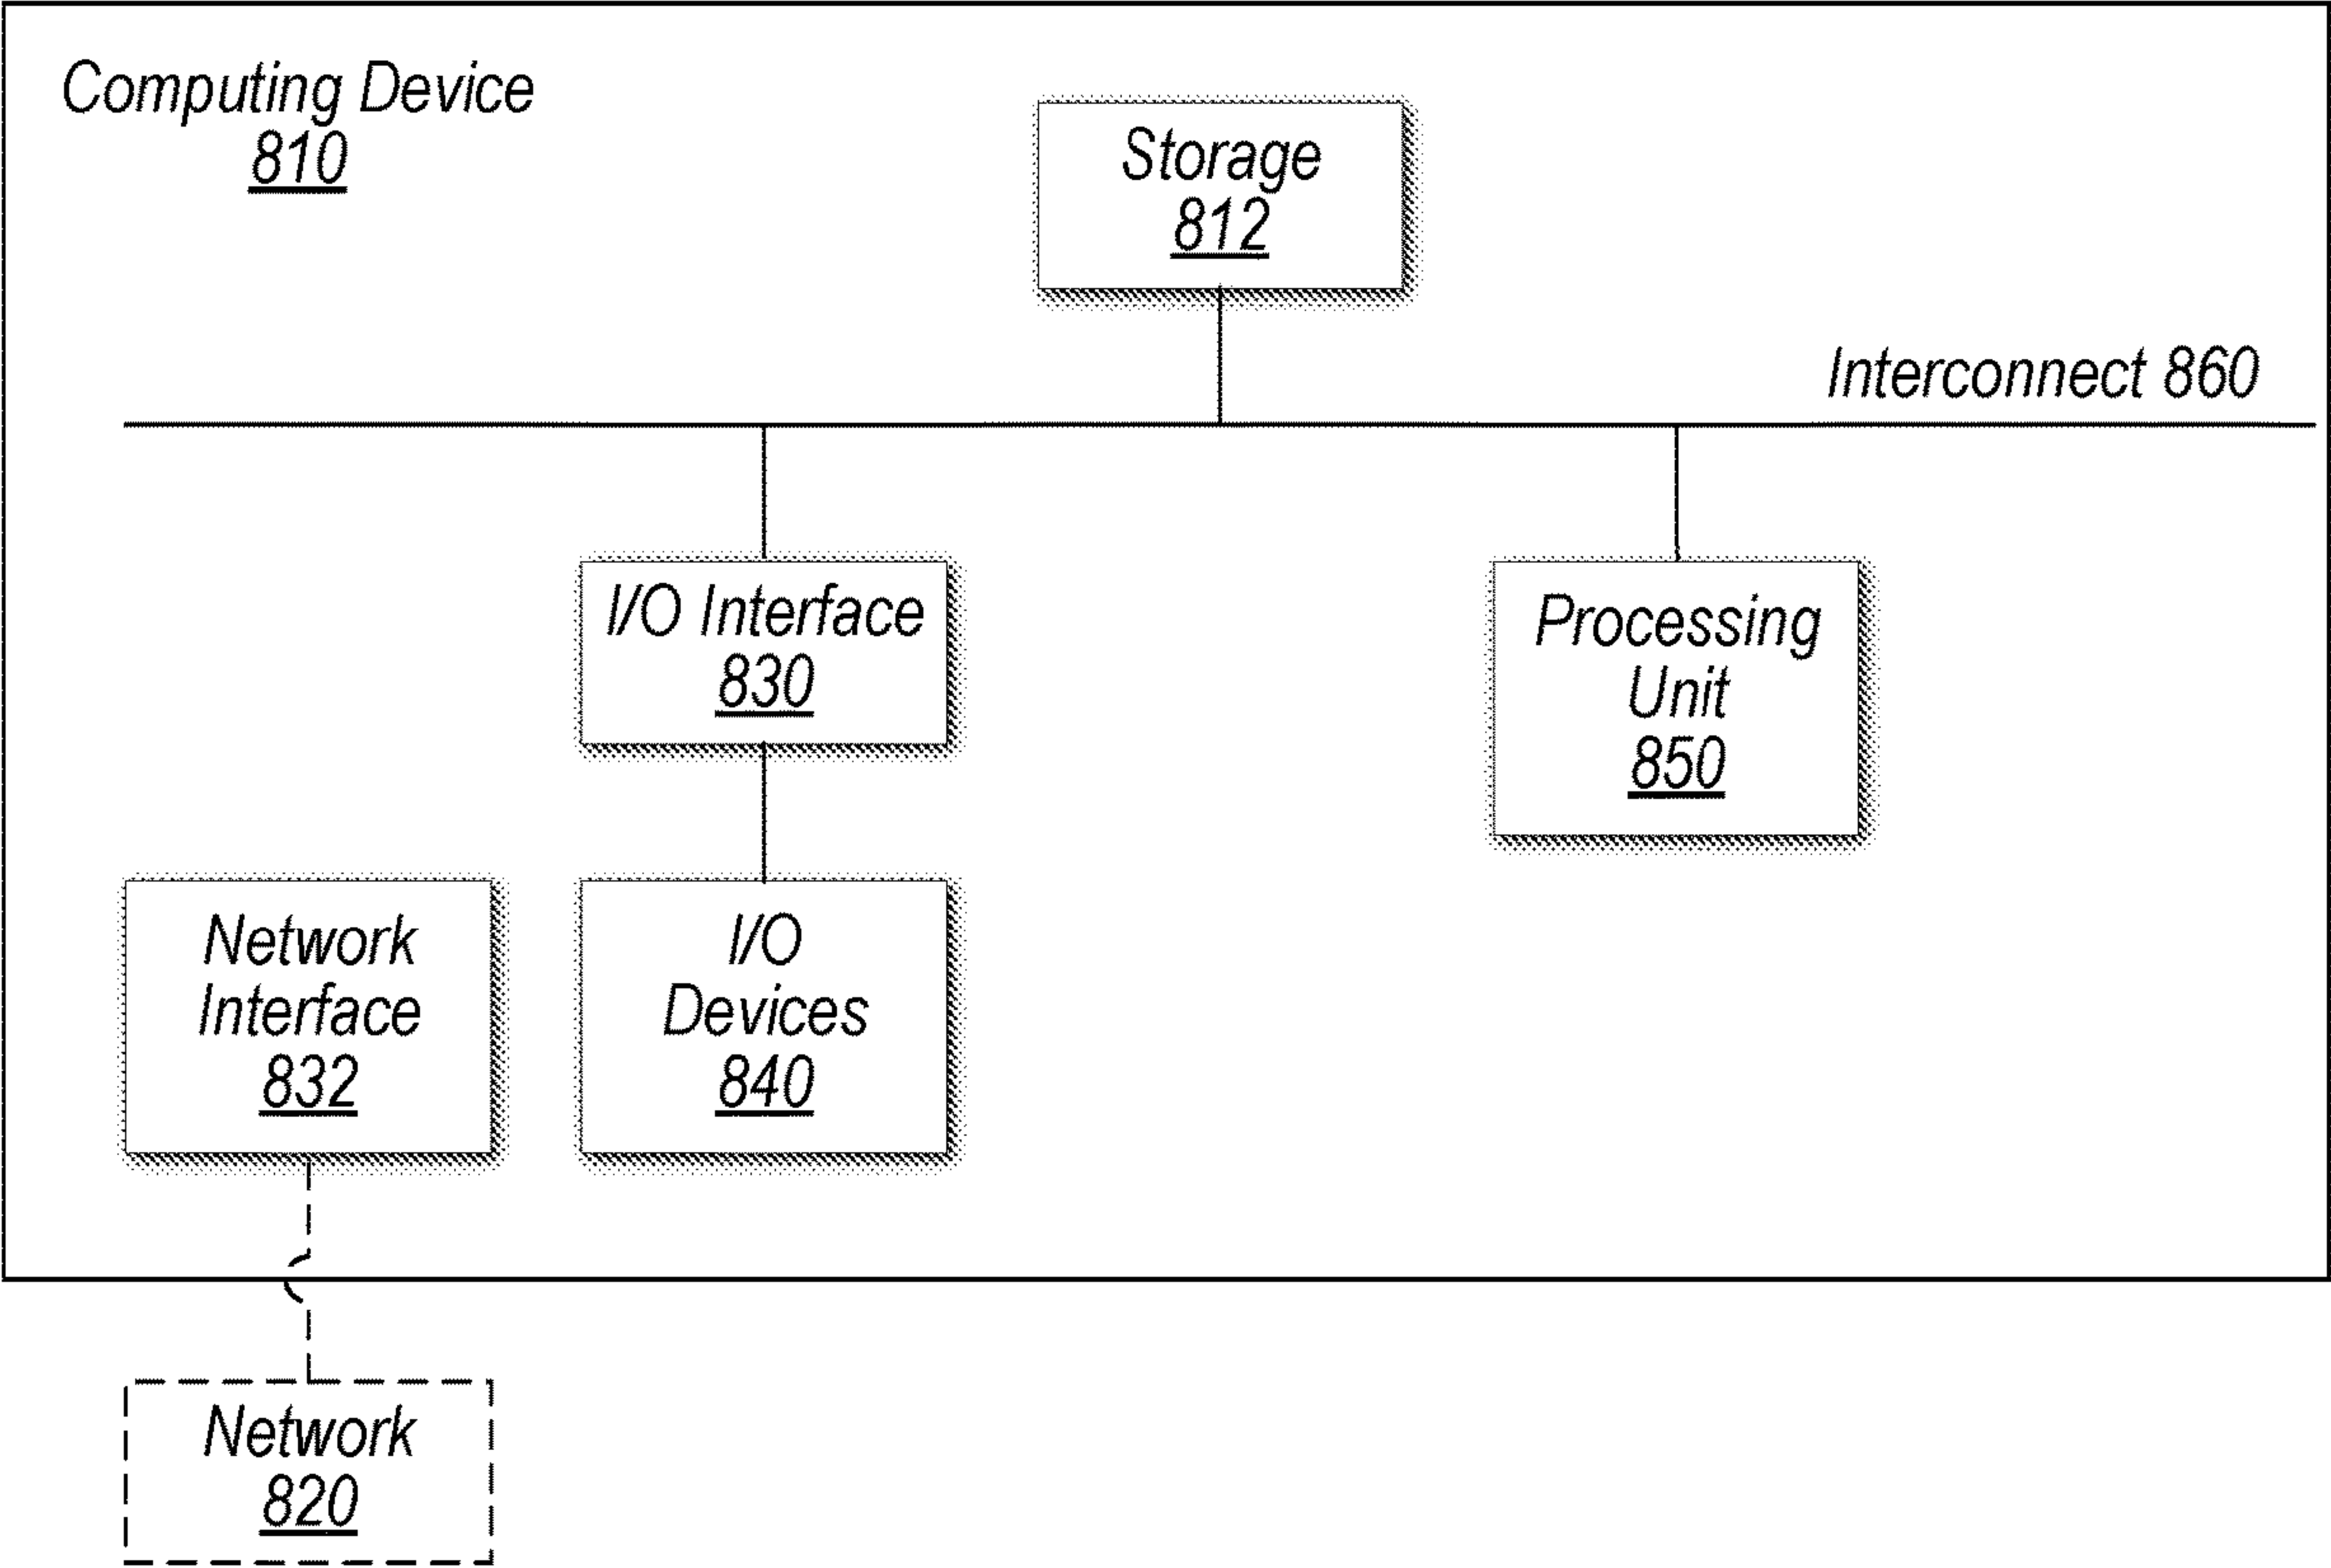 Computing Device
810
Storage
812
Interconnect 860
I/O Interface
830
Processing
Unit
850
Network
Interface
832
I/O
Devices
840
Network
820